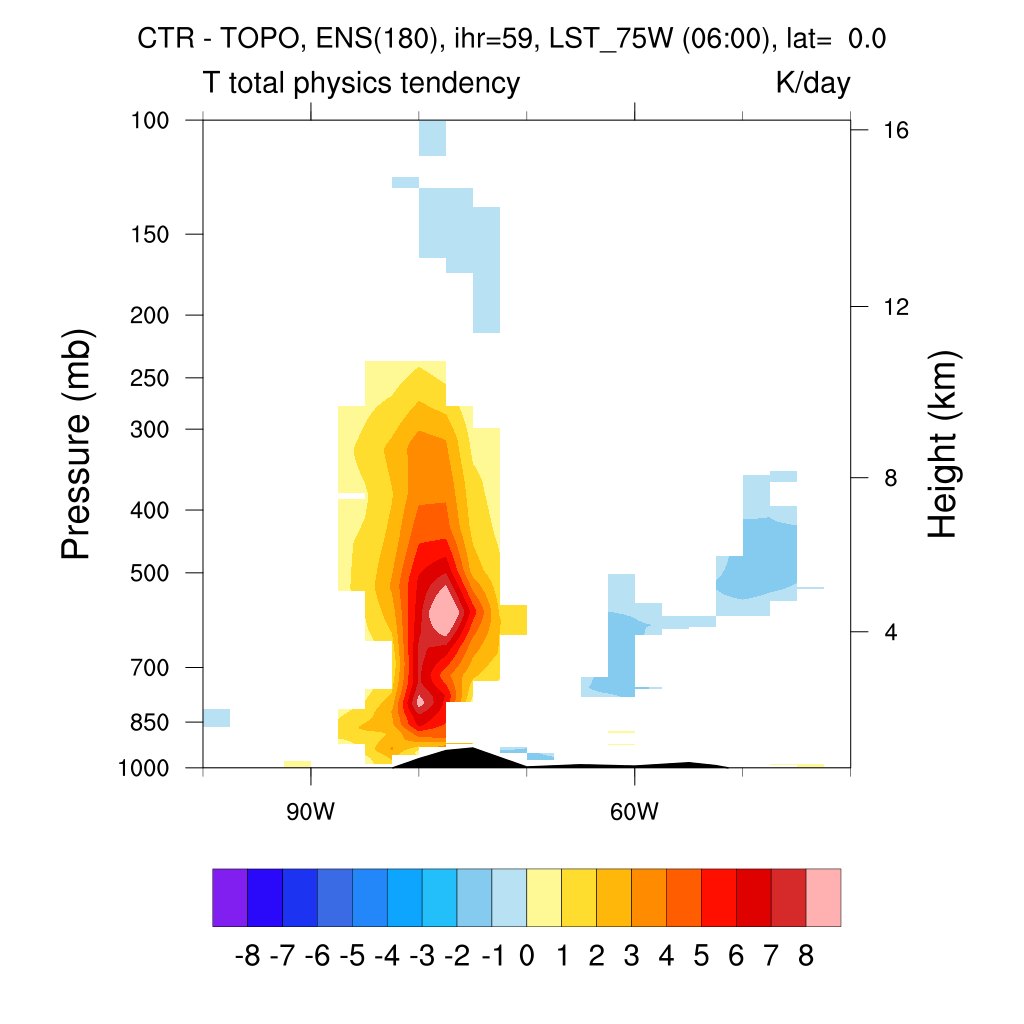 CTR - TOPO, ENS(180), ihr=59, LST_75W (06:00), lat=  0.0
T total physics tendency K/day
100
150
200
250
300
400
500
700
850
1000
Pressure (mb)
16
12
8
4
Height (km)
90W 60W
-8 -7 -6 -5 -4 -3 -2 -1 0 1 2 3 4 5 6 7 8